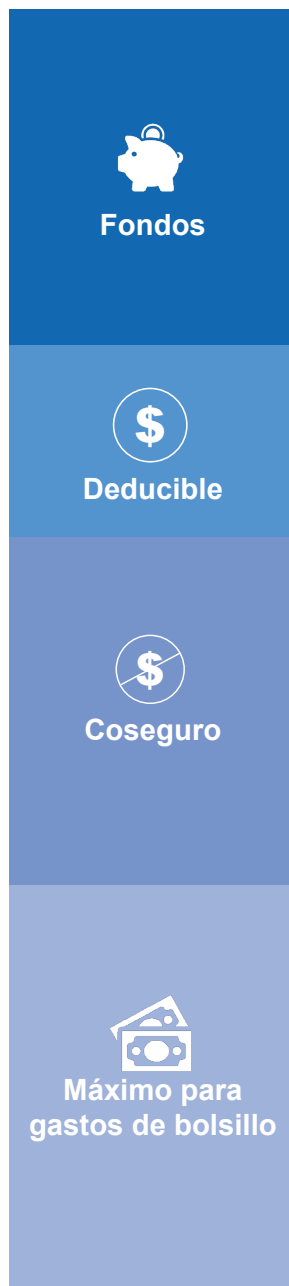 Fondos
$
Deducible
$
Coseguro
Máximo para
gastos de bolsillo